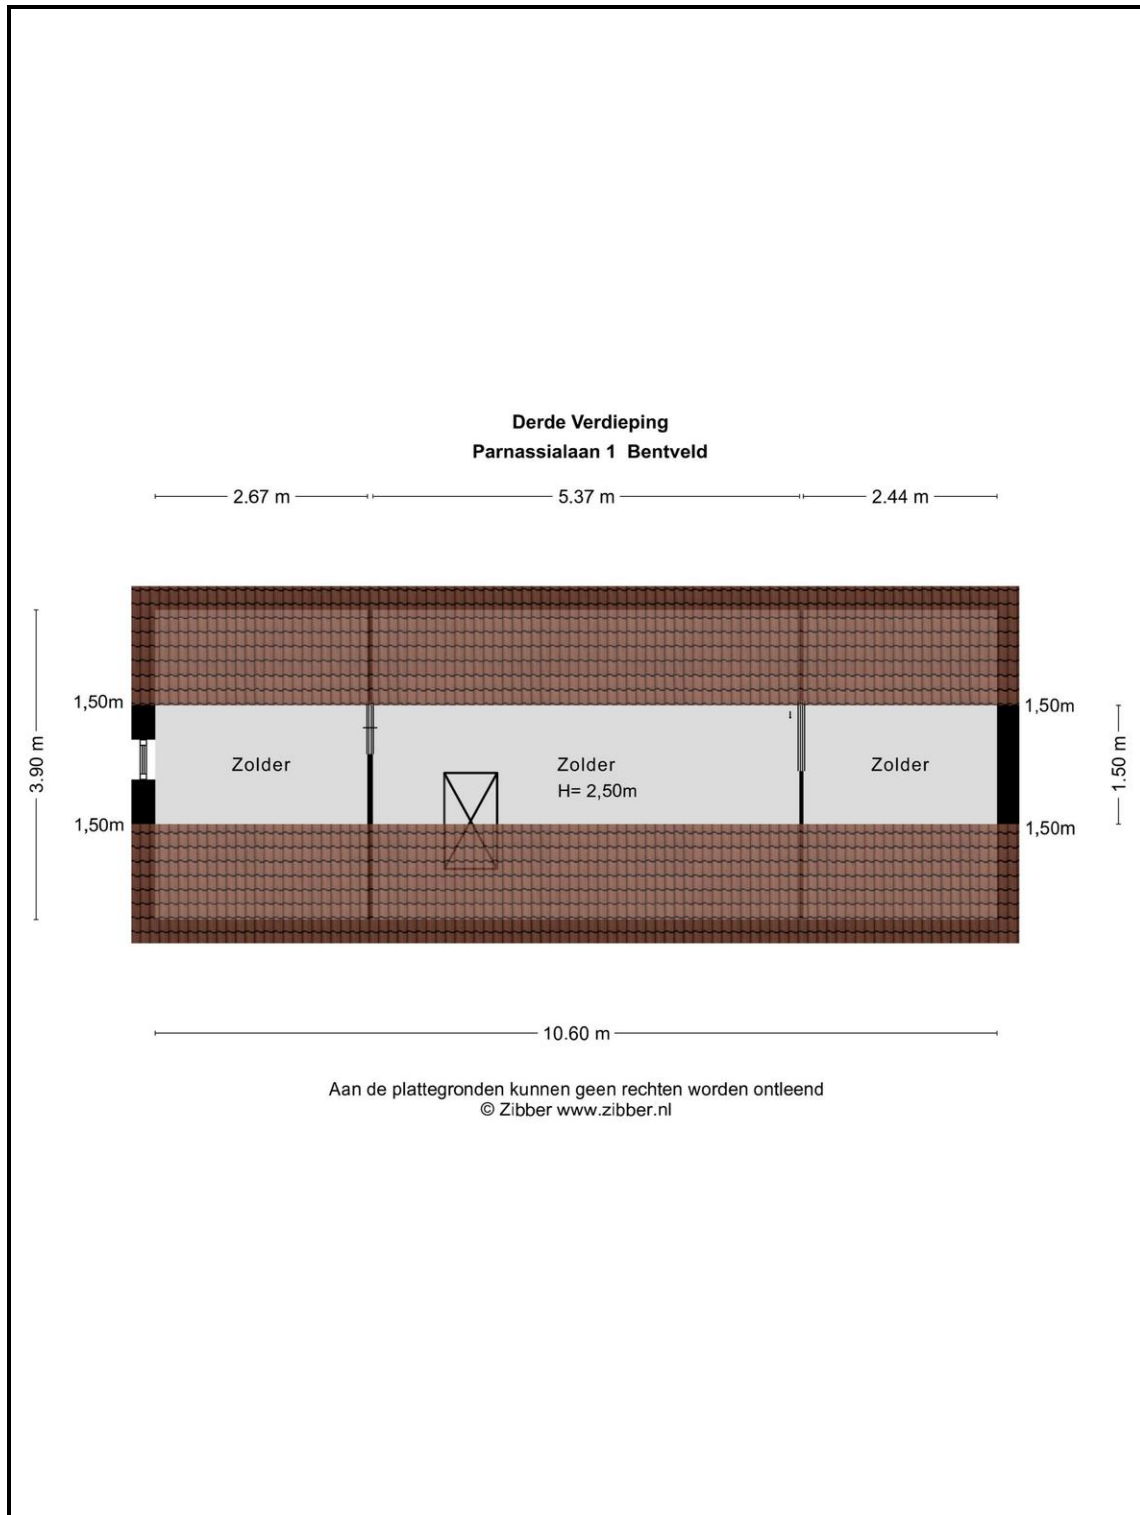 Derde Verdieping
Parnassialaan 1 Bentveld
2.67 m
5.37 m
2.44 m
3.90 m
1,50m
1,50m
Zolder
Zolder
H= 2,50m
Zolder
1,50m
1,50m
1.50 m
10.60 m
Aan de plattegronden kunnen geen rechten worden ontleend
© Zibber www.zibber.nl